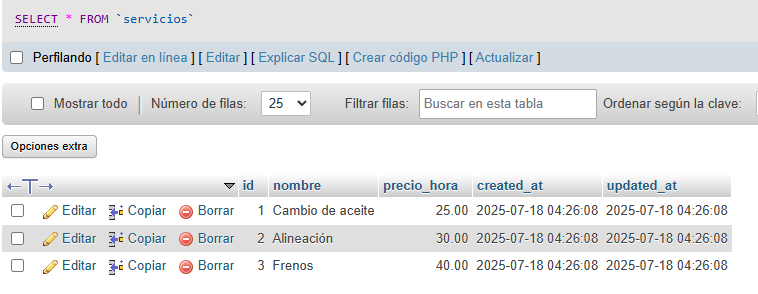 SELECT * FROM `servicios`
Perfilando [ Editar en línea ] [ Editar ] [ Explicar SQL ] [ Crear código PHP ] [ Actualizar ]
Mostrar todo Número de filas: 25 Filtrar filas: Buscar en esta tabla Ordenar según la clave:
Opciones extra
←T→ id nombre precio_hora created_at updated_at
Editar Copiar Borrar 1 Cambio de aceite 25.00 2025-07-18 04:26:08 2025-07-18 04:26:08
Editar Copiar Borrar 2 Alineación 30.00 2025-07-18 04:26:08 2025-07-18 04:26:08
Editar Copiar Borrar 3 Frenos 40.00 2025-07-18 04:26:08 2025-07-18 04:26:08